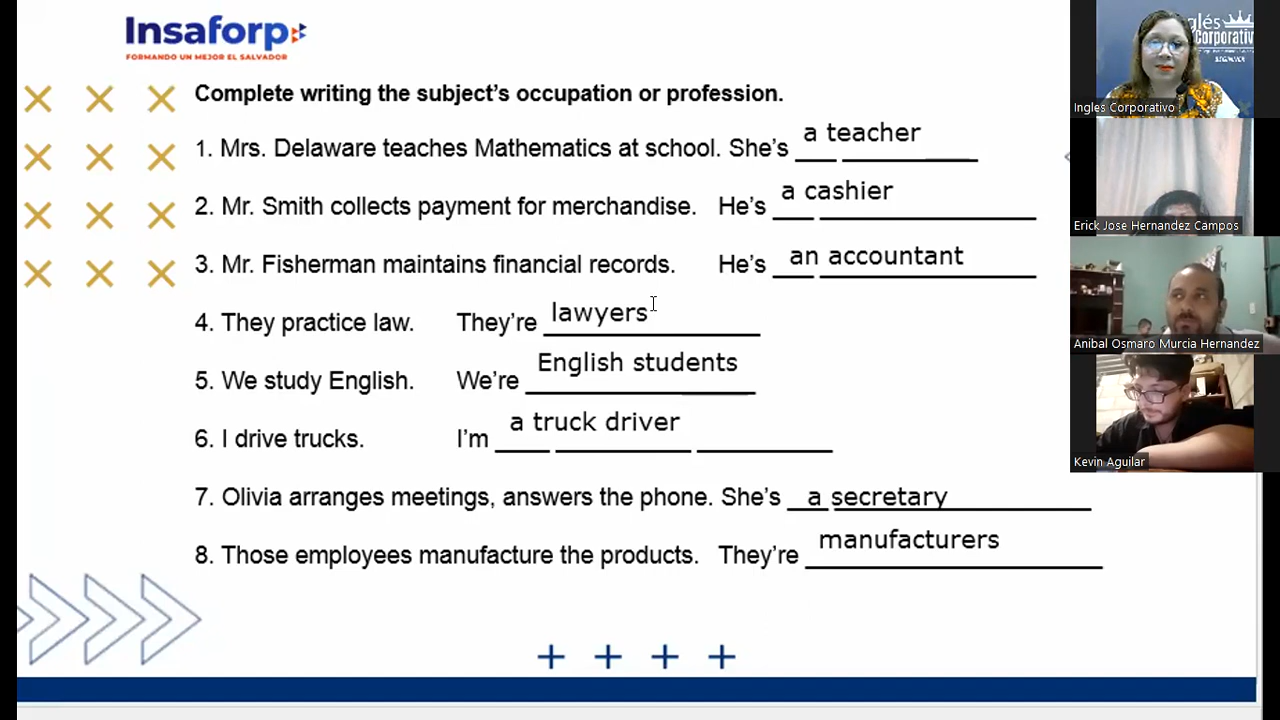 Insaforp
FORMANDO UN MEJOR EL SALVADOR
Complete writing the subject's occupation or profession.
1. Mrs. Delaware teaches Mathematics at school. She's a teacher
2. Mr. Smith collects payment for merchandise. He's a cashier
3. Mr. Fisherman maintains financial records. He's an accountant
4. They practice law. They're lawyers
5. We study English. We're English students
6. I drive trucks. I'm a truck driver
7. Olivia arranges meetings, answers the phone. She's a secretary
8. Those employees manufacture the products. They're manufacturers
Ingles Corporativo
Erick Jose Hernandez Campos
Anibal Osmaro Murcia Hernandez
Kevin Aguilar